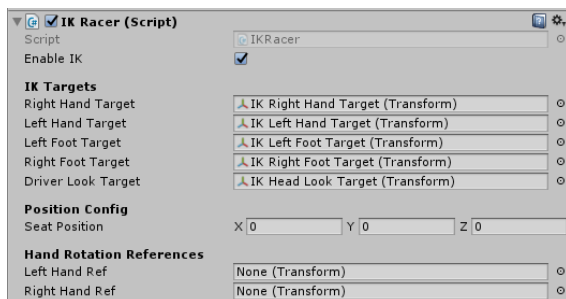 IK Racer (Script)
Script IKRacer
Enable IK
IK Targets
Right Hand Target IK Right Hand Target (Transform)
Left Hand Target IK Left Hand Target (Transform)
Left Foot Target IK Left Foot Target (Transform)
Right Foot Target IK Right Foot Target (Transform)
Driver Look Target IK Head Look Target (Transform)
Position Config
Seat Position X 0 Y 0 Z 0
Hand Rotation References
Left Hand Ref None (Transform)
Right Hand Ref None (Transform)